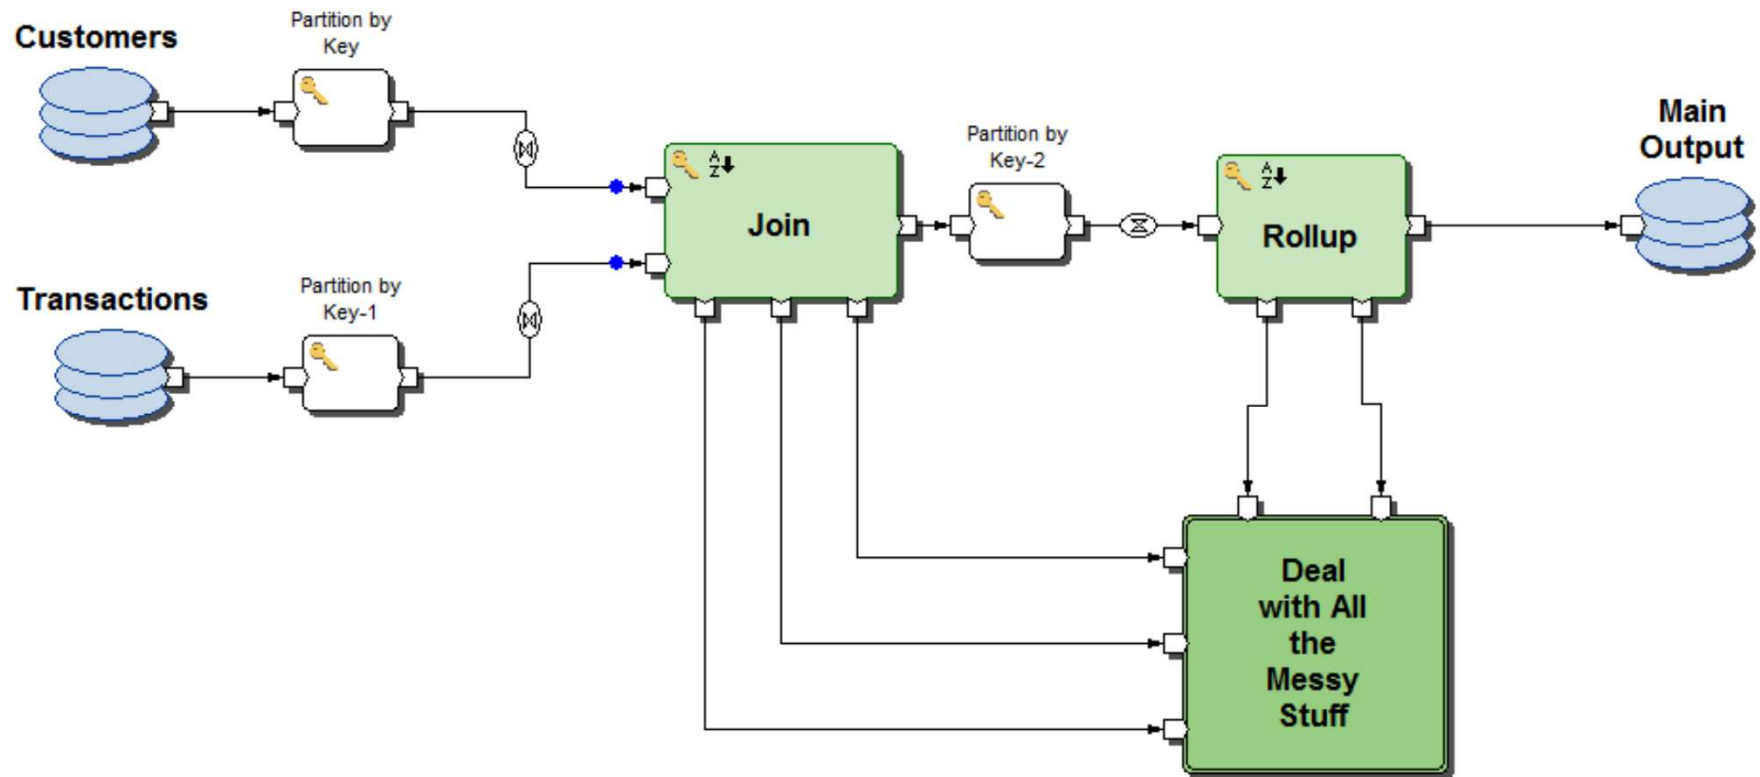 Customers
Partition by
Key
Transactions
Partition by
Key-1
A
Z
Join
Partition by
Key-2
A
Z
Rollup
Main
Output
Deal
with All
the
Messy
Stuff